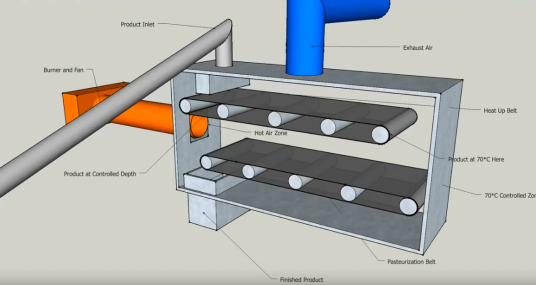 Product Inlet
Exhaust Air
Burner and Fan
Heat Up Belt
Hot Air Zone
Product at 70°C Here
Product at Controlled Depth
70°C Controlled Zor
Pasteurization Belt
Finished Product